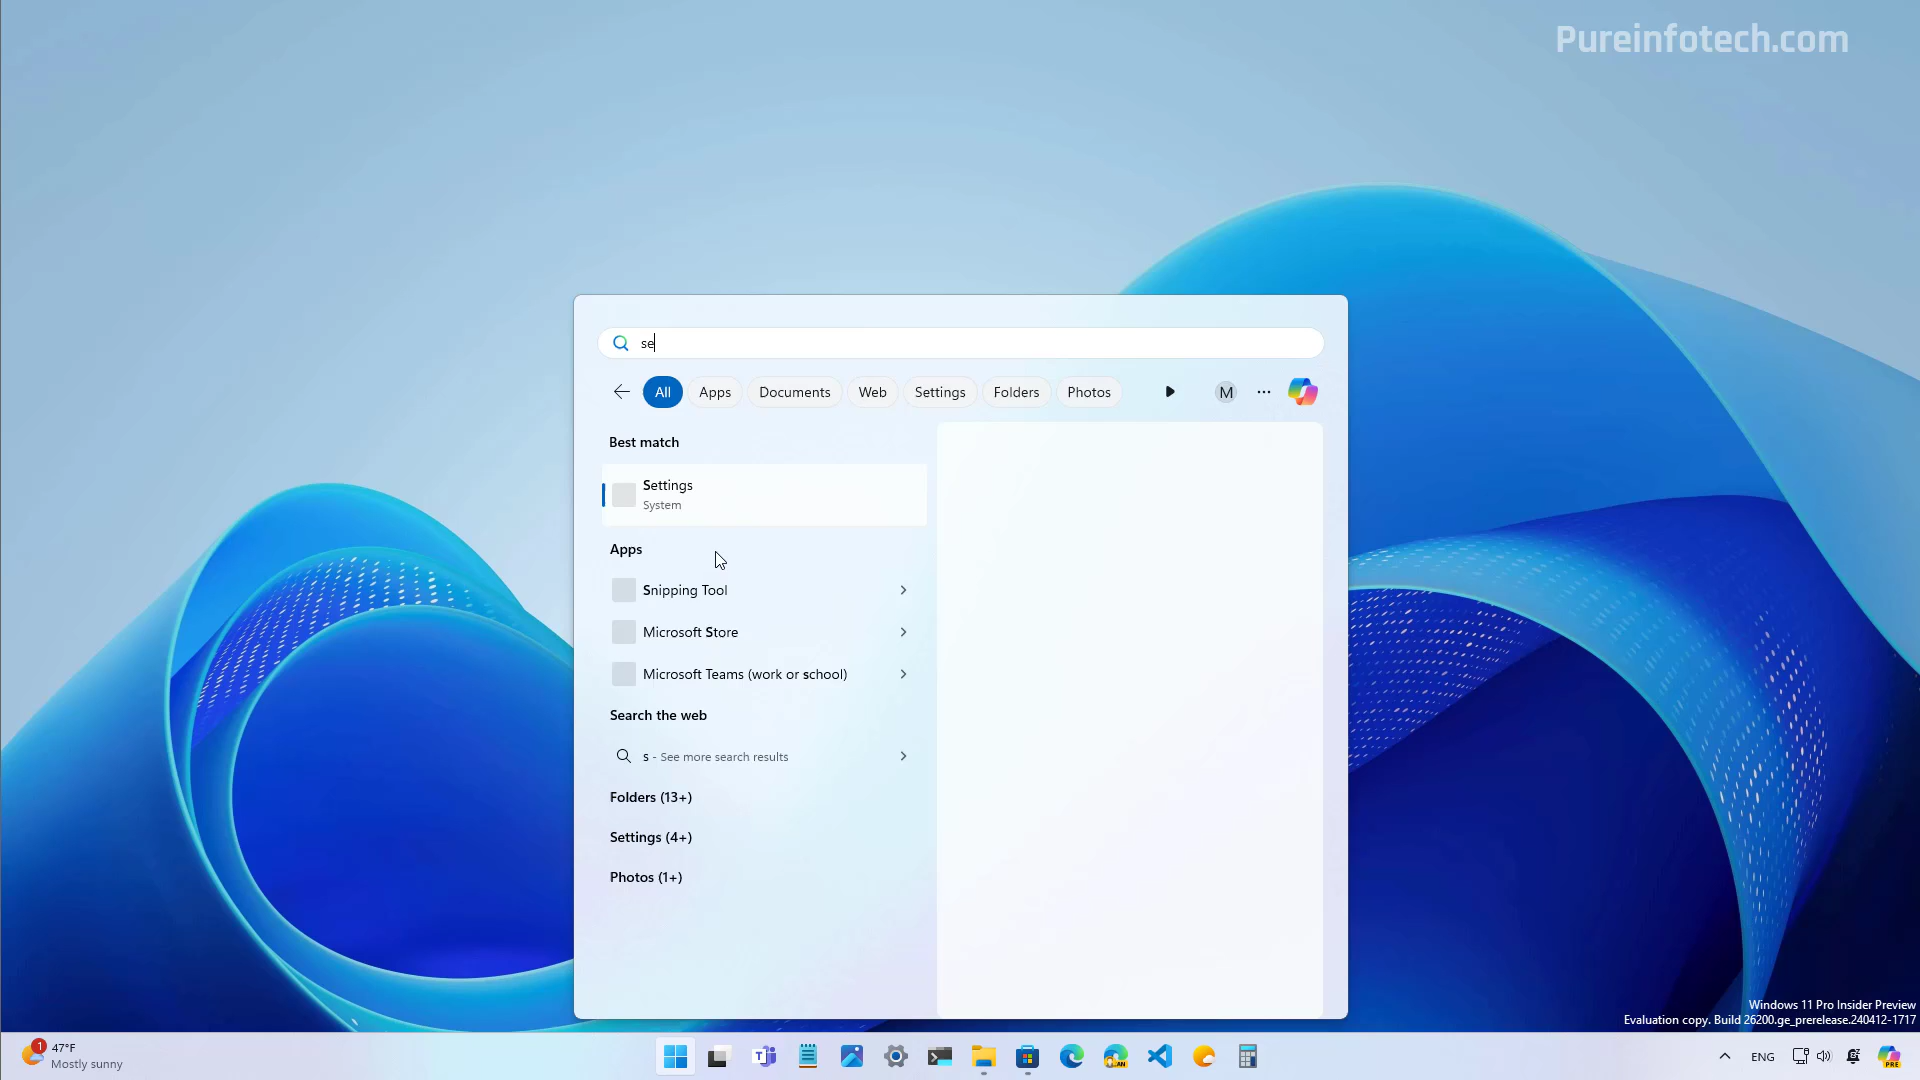 Pureinfotech.com
se
All Apps Documents Web Settings Folders Photos M
Best match
Settings
System
Apps
Snipping Tool
Microsoft Store
Microsoft Teams (work or school)
Search the web
s - See more search results
Folders (13+)
Settings (4+)
Photos (1+)
Windows 11 Pro Insider Preview
Evaluation copy. Build 26200.ge_prerelease.240412-1717
1
47°F
Mostly sunny
T
CAN
ENG
PRE